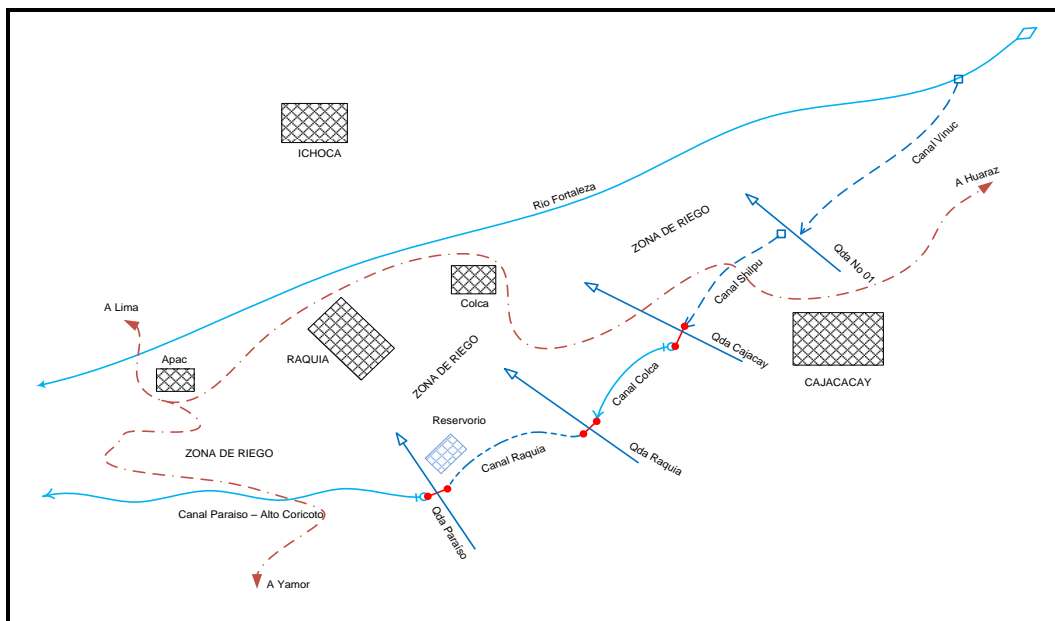 ICHOCA
Canal Vinuc
A Huaraz
Rio Fortaleza
ZONA DE RIEGO
Qda No 01
Canal Shilpu
Colca
A Lima
Qda Cajacay
RAQUIA
Apac
ZONA DE RIEGO
Canal Colca
CAJACACAY
Reservorio
ZONA DE RIEGO
Canal Raquia
Qda Raquia
Canal Paraiso – Alto Coricoto
Qda Paraíso
A Yamor